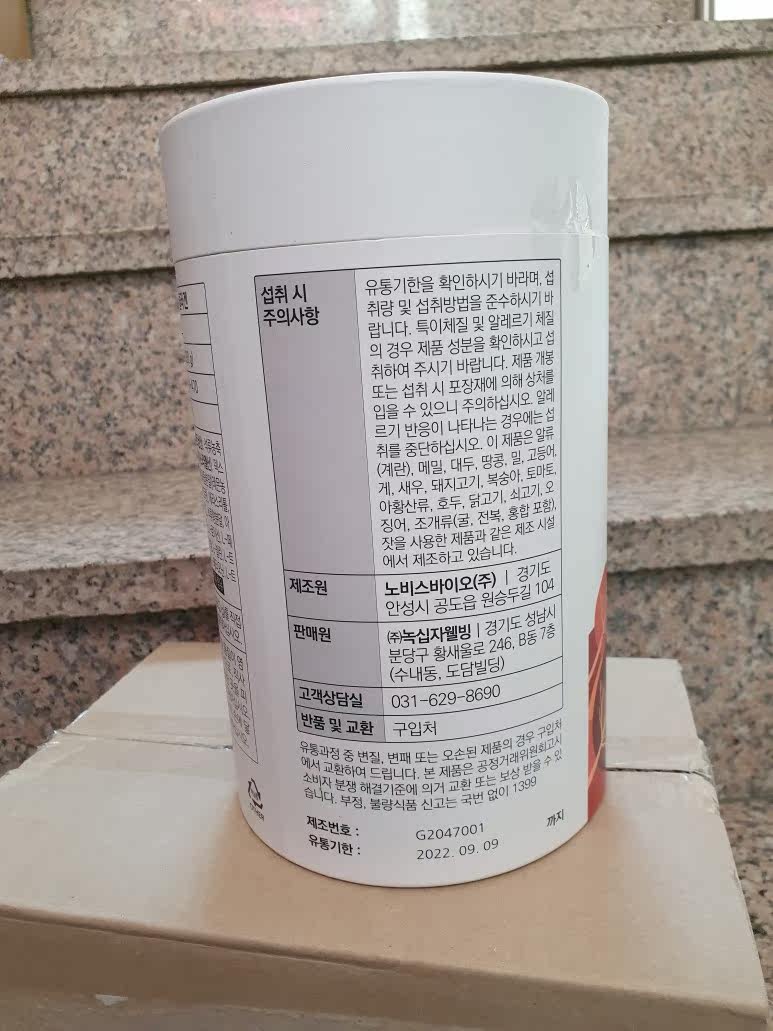 섭취 시
주의사항
유통기한을 확인하시기 바라며, 섭
취량 및 섭취방법을 준수하시기 바
랍니다. 특이체질 및 알레르기 체질
의 경우 제품 성분을 확인하시고 섭
취하여 주시기 바랍니다. 제품 개봉
또는 섭취 시 포장재에 의해 상처를
입을 수 있으니 주의하십시오. 알레
르기 반응이 나타나는 경우에는 섭
취를 중단하십시오. 이 제품은 알류
(계란), 메밀, 대두, 땅콩, 밀, 고등어,
게, 새우, 돼지고기, 복숭아, 토마토,
아황산류, 호두, 닭고기, 쇠고기, 오
징어, 조개류(굴, 전복, 홍합 포함),
잣을 사용한 제품과 같은 제조 시설
에서 제조하고 있습니다.
제조원
노비스바이오(주) | 경기도
안성시 공도읍 원승두길 104
판매원
㈜녹십자웰빙 | 경기도 성남시
분당구 황새울로 246, B동 7층
(수내동, 도담빌딩)
고객상담실
031-629-8690
반품 및 교환
구입처
유통과정 중 변질, 변패 또는 오손된 제품의 경우 구입처
에서 교환하여 드립니다. 본 제품은 공정거래위원회고시
소비자 분쟁 해결기준에 의거 교환 또는 보상 받을 수 있
습니다. 부정, 불량식품 신고는 국번 없이 1399
제조번호 :
G2047001
까지
유통기한 :
2022. 09. 09